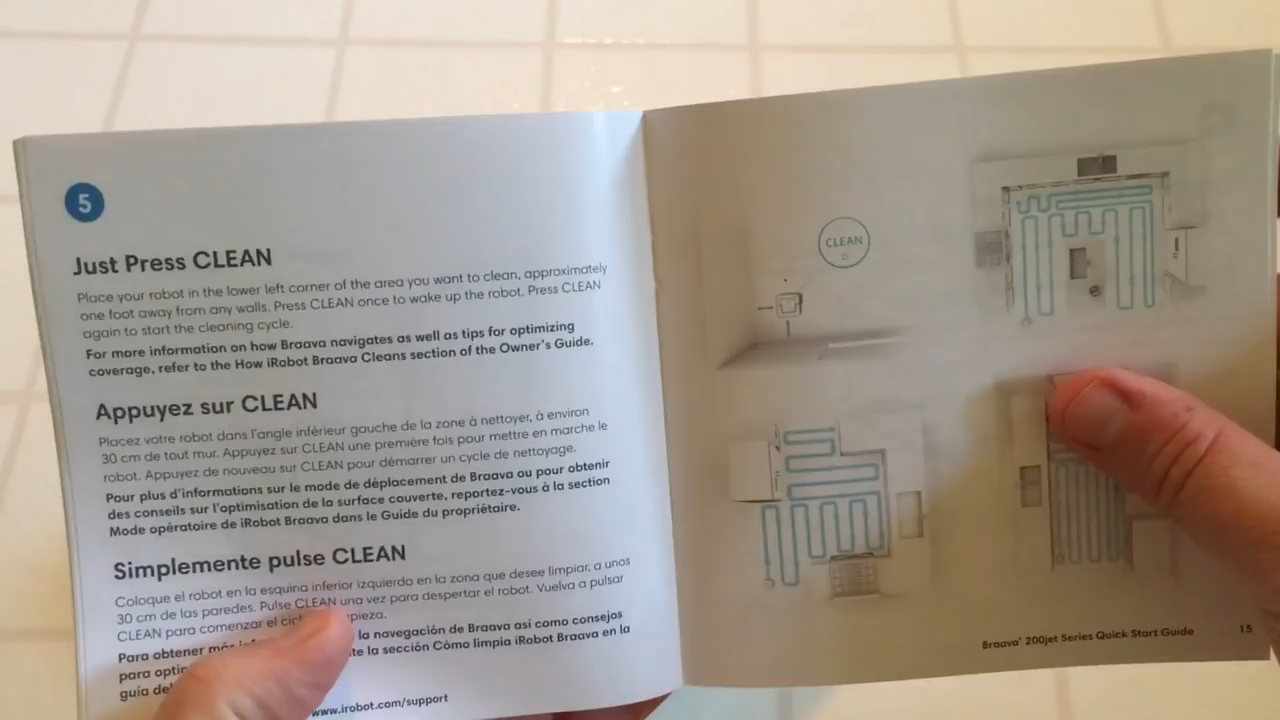 5
Just Press CLEAN
Place your robot in the lower left corner of the area you want to clean, approximately
one foot away from any walls. Press CLEAN once to wake up the robot. Press CLEAN
again to start the cleaning cycle.
For more information on how Braava navigates as well as tips for optimizing
coverage, refer to the How iRobot Braava Cleans section of the Owner's Guide.
Appuyez sur CLEAN
Placez votre robot dans l'angle inférieur gauche de la zone à nettoyer, à environ
30 cm de tout mur. Appuyez sur CLEAN une première fois pour mettre en marche le
robot. Appuyez de nouveau sur CLEAN pour démarrer un cycle de nettoyage.
Pour plus d'informations sur le mode de déplacement de Braava ou pour obtenir
des conseils sur l'optimisation de la surface couverte, reportez-vous à la section
Mode opératoire de iRobot Braava dans le Guide du propriétaire.
Simplemente pulse CLEAN
Coloque el robot en la esquina inferior izquierda en la zona que desee limpiar, a unos
30 cm de las paredes. Pulse CLEAN una vez para despertar el robot. Vuelva a pulsar
CLEAN para comenzar el
Para obtener la navegación de Braava así como consejos
para la sección Cómo limpia iRobot Braava en la
guía
www.irobot.com/support
CLEAN
Braava® 200jet Series Quick Start Guide 15